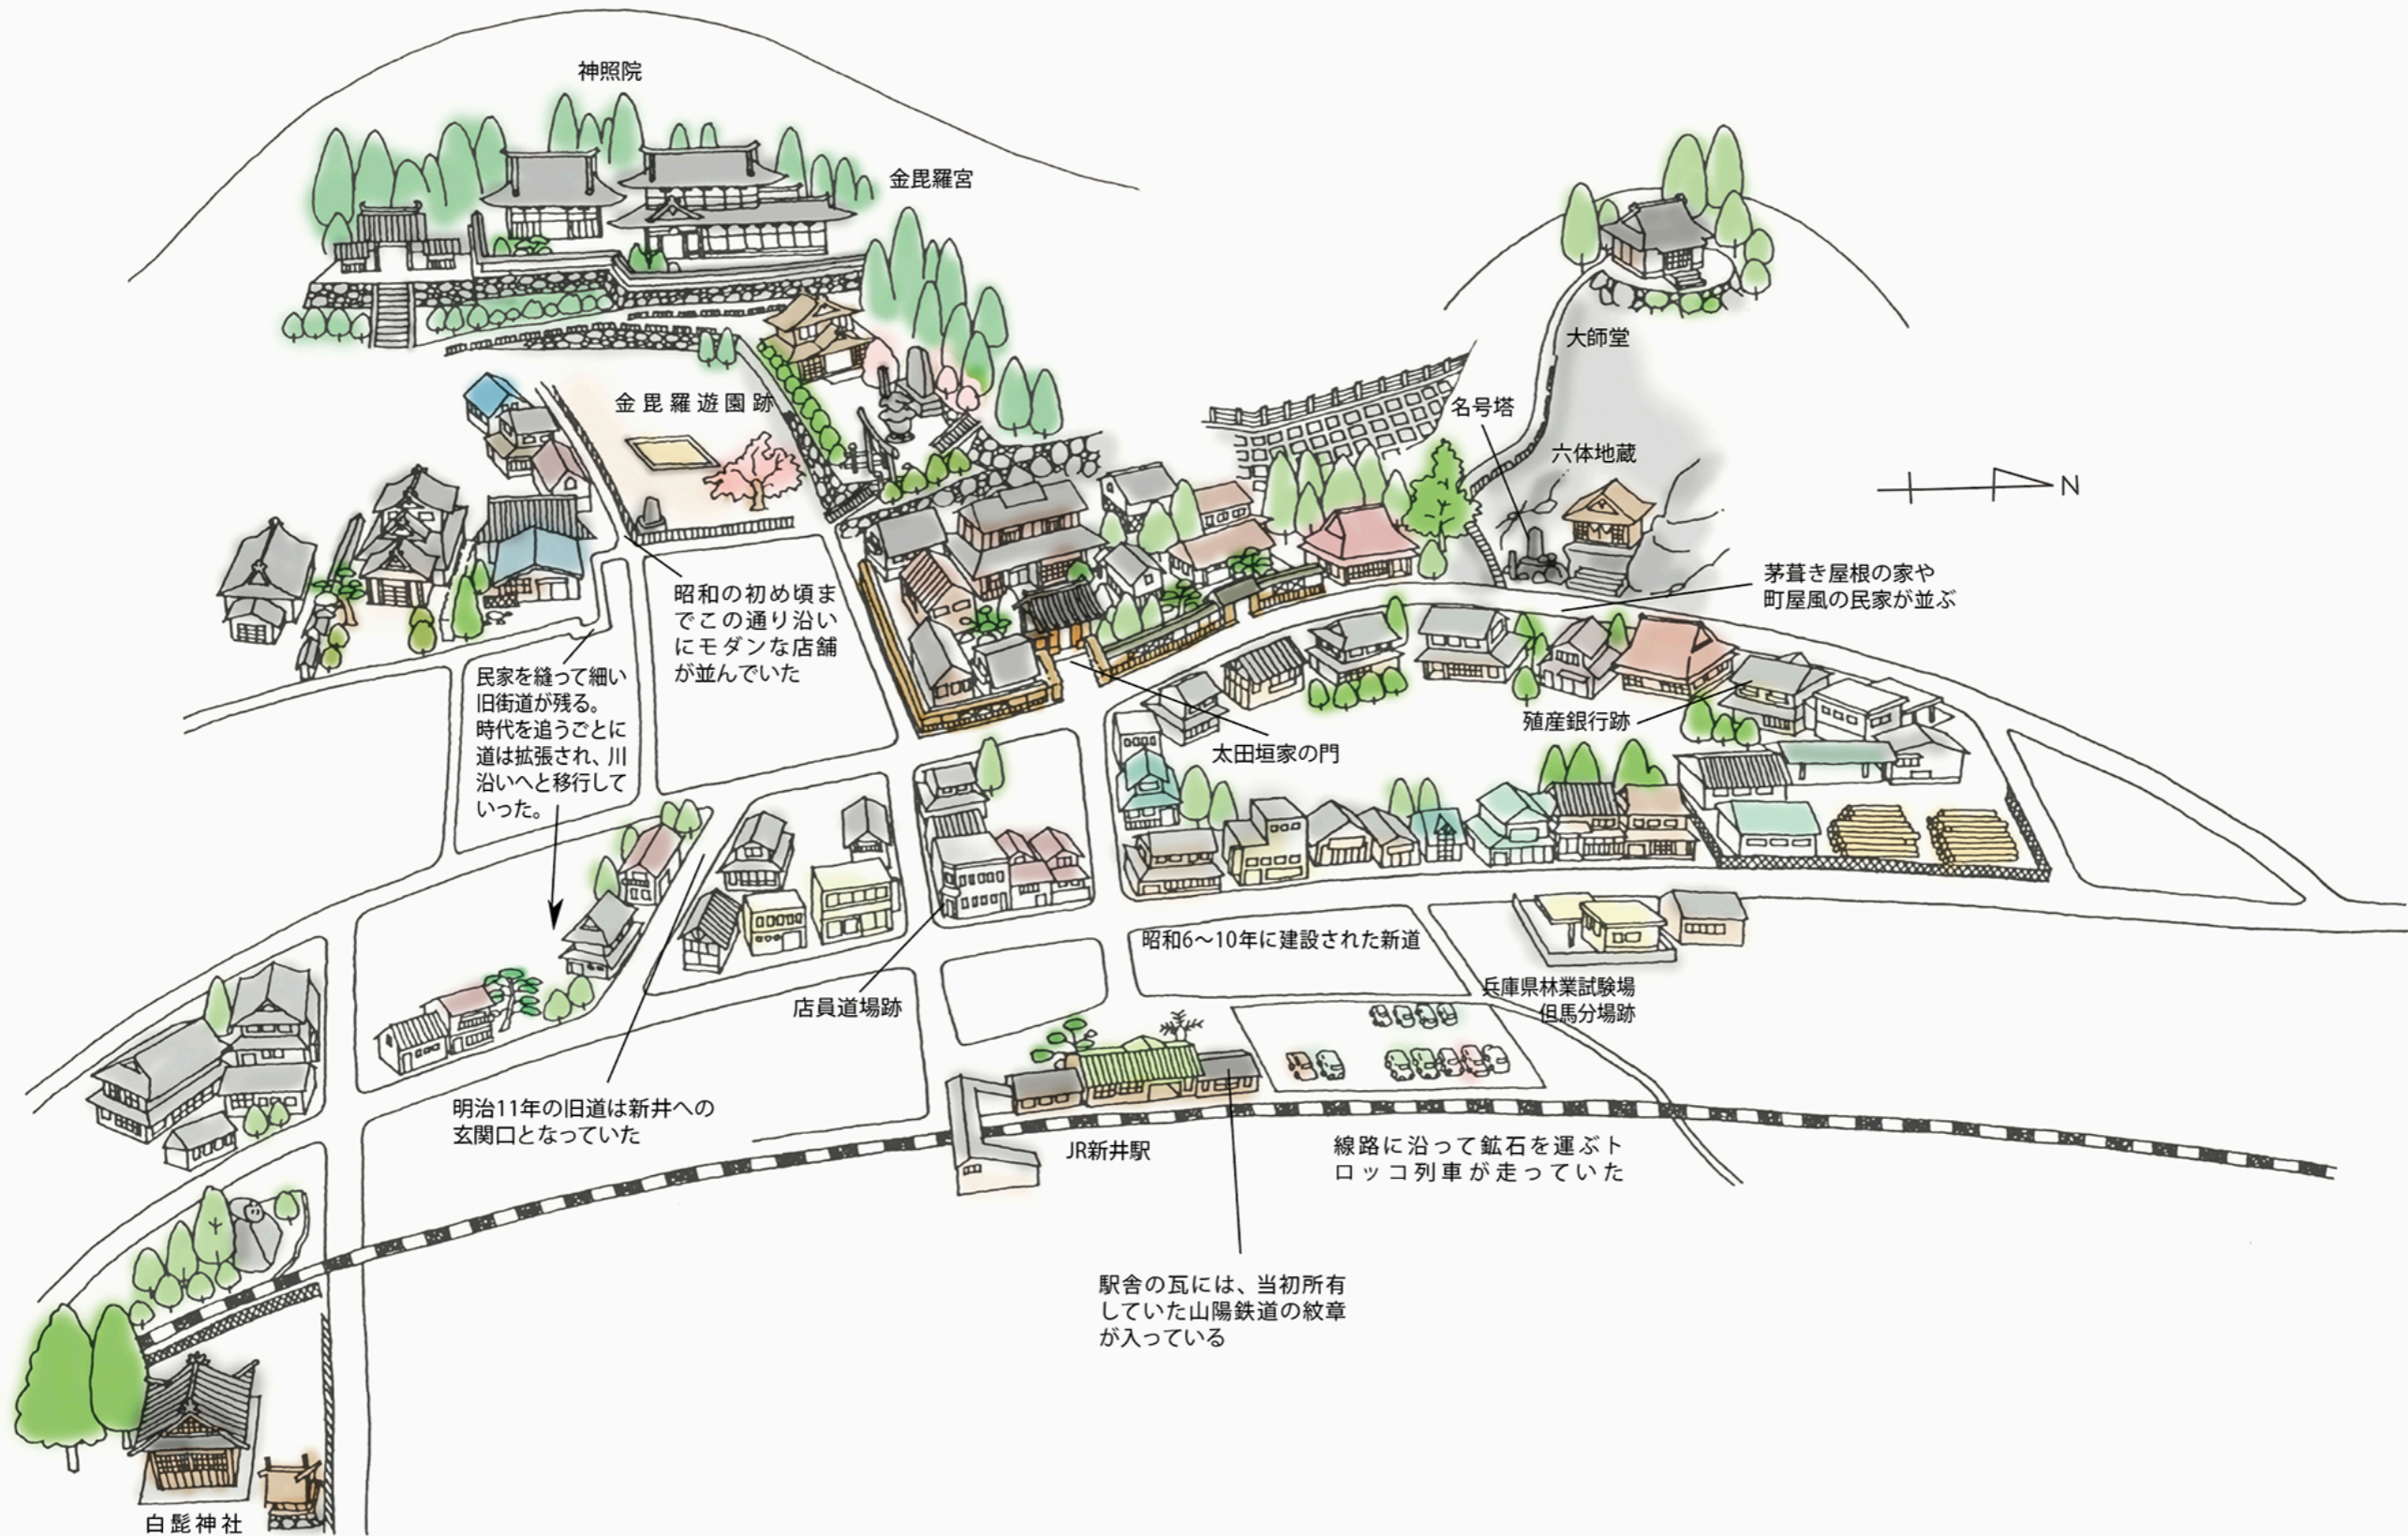 神照院
金毘羅宮
大師堂
金毘羅遊園跡
名号塔
六体地蔵
N
茅葺き屋根の家や
町屋風の民家が並ぶ
昭和の初め頃ま
でこの通り沿い
にモダンな店舗
が並んでいた
民家を縫って細い
旧街道が残る。
時代を追うごとに
道は拡張され、川
沿いへと移行して
いった。
殖産銀行跡
太田垣家の門
昭和6～10年に建設された新道
兵庫県林業試験場
但馬分場跡
店員道場跡
明治11年の旧道は新井への
玄関口となっていた
JR新井駅
線路に沿って鉱石を運ぶト
ロッコ列車が走っていた
駅舎の瓦には、当初所有
していた山陽鉄道の紋章
が入っている
白髭神社